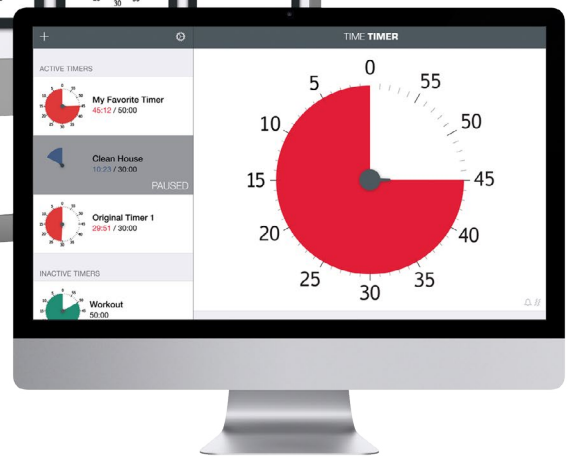 30
TIME TIMER
ACTIVE TIMERS
My Favorite Timer
45:12 / 50:00
Clean House
10:23 / 30:00
PAUSED
Original Timer 1
29:51 / 30:00
INACTIVE TIMERS
Workout
50:00
0
55
50
45
40
35
30
25
20
15
10
5